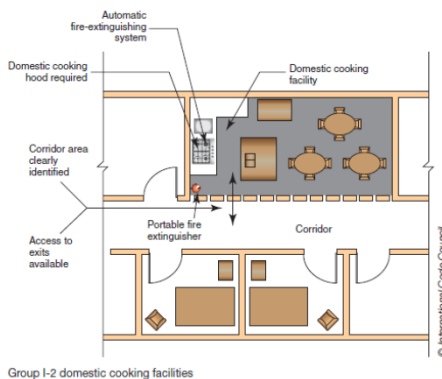 Automatic
fire-extinguishing
system
Domestic cooking
hood required
Domestic cooking
facility
Corridor area
clearly
identified
Portable fire
extinguisher
Access to
exits
available
Corridor
© International Code Council
Group I-2 domestic cooking facilities